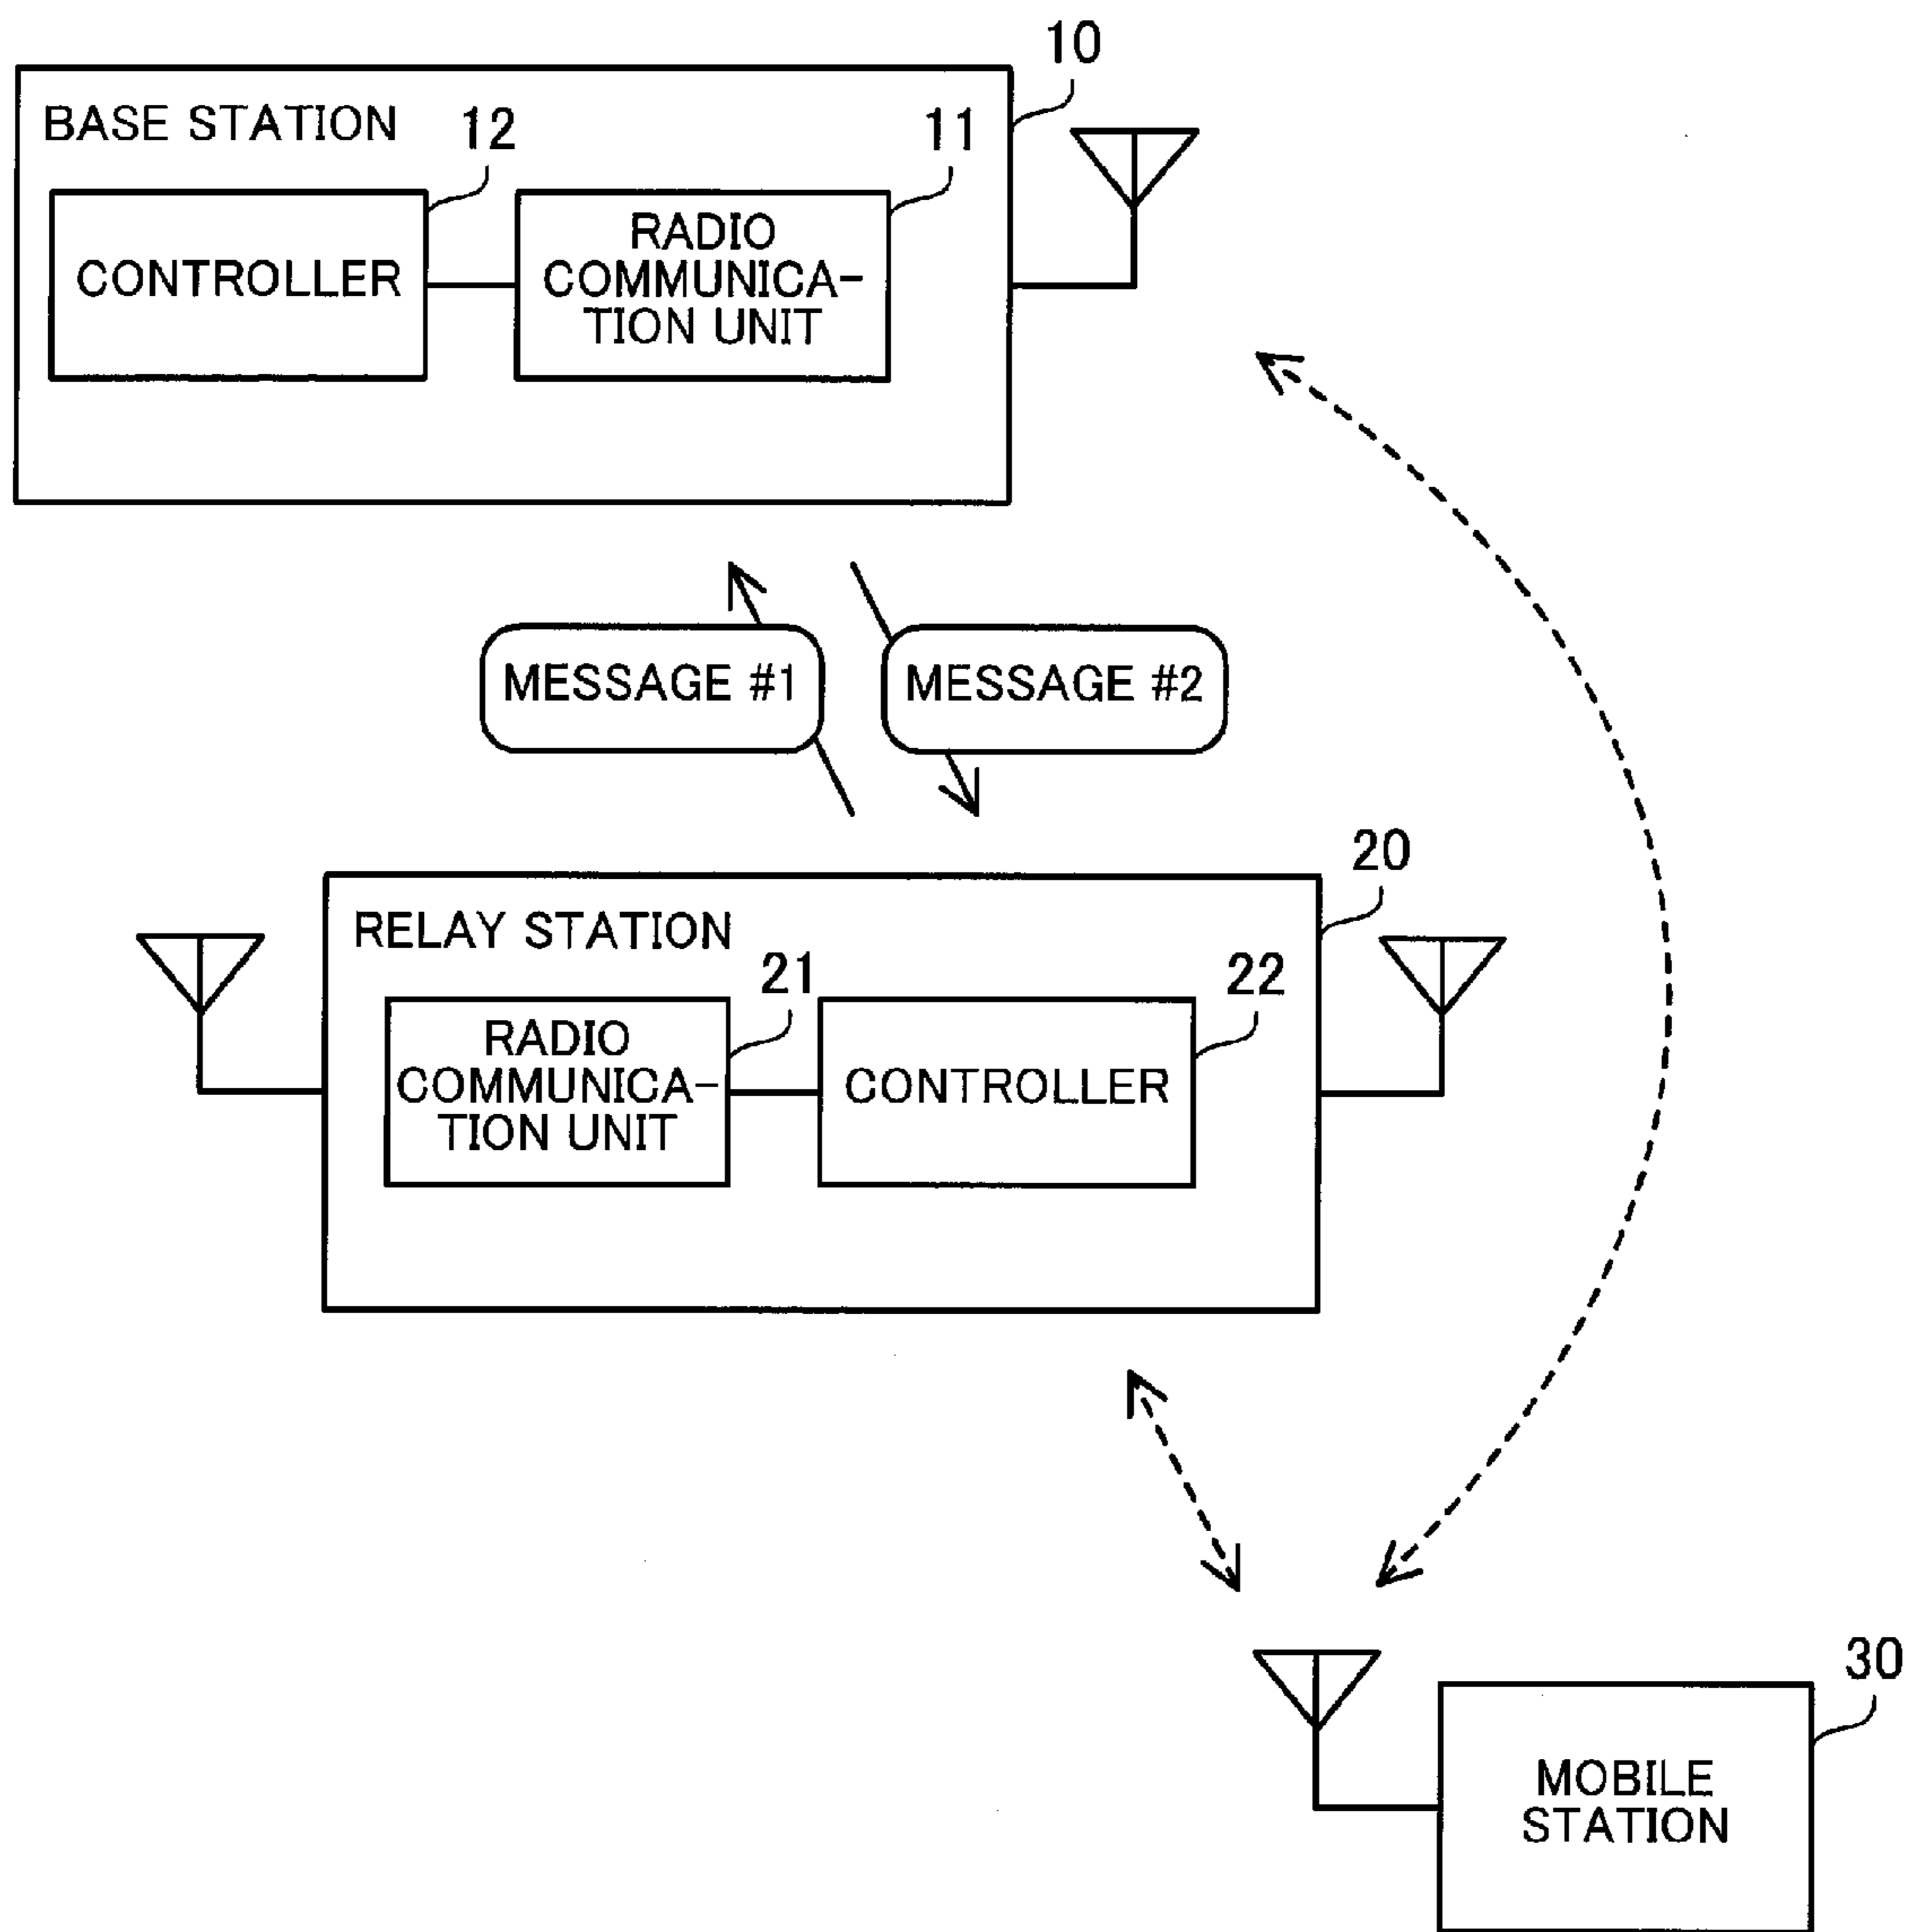 10
BASE STATION
12
11
CONTROLLER
RADIO
COMMUNICA-
TION UNIT
MESSAGE #1
MESSAGE #2
20
RELAY STATION
21
22
RADIO
COMMUNICA-
TION UNIT
CONTROLLER
30
MOBILE
STATION